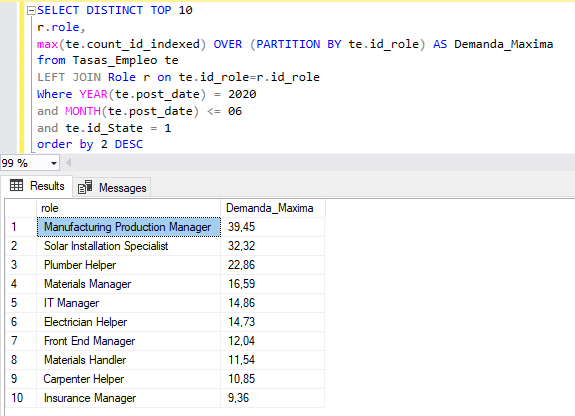 SELECT DISTINCT TOP 10
r.role,
max(te.count_id_indexed) OVER (PARTITION BY te.id_role) AS Demanda_Maxima
from Tasas_Empleo te
LEFT JOIN Role r on te.id_role=r.id_role
Where YEAR(te.post_date) = 2020
and MONTH(te.post_date) <= 06
and te.id_State = 1
order by 2 DESC
99 %
Results Messages
role Demanda_Maxima
1 Manufacturing Production Manager 39,45
2 Solar Installation Specialist 32,32
3 Plumber Helper 22,86
4 Materials Manager 16,59
5 IT Manager 14,86
6 Electrician Helper 14,73
7 Front End Manager 12,04
8 Materials Handler 11,54
9 Carpenter Helper 10,85
10 Insurance Manager 9,36